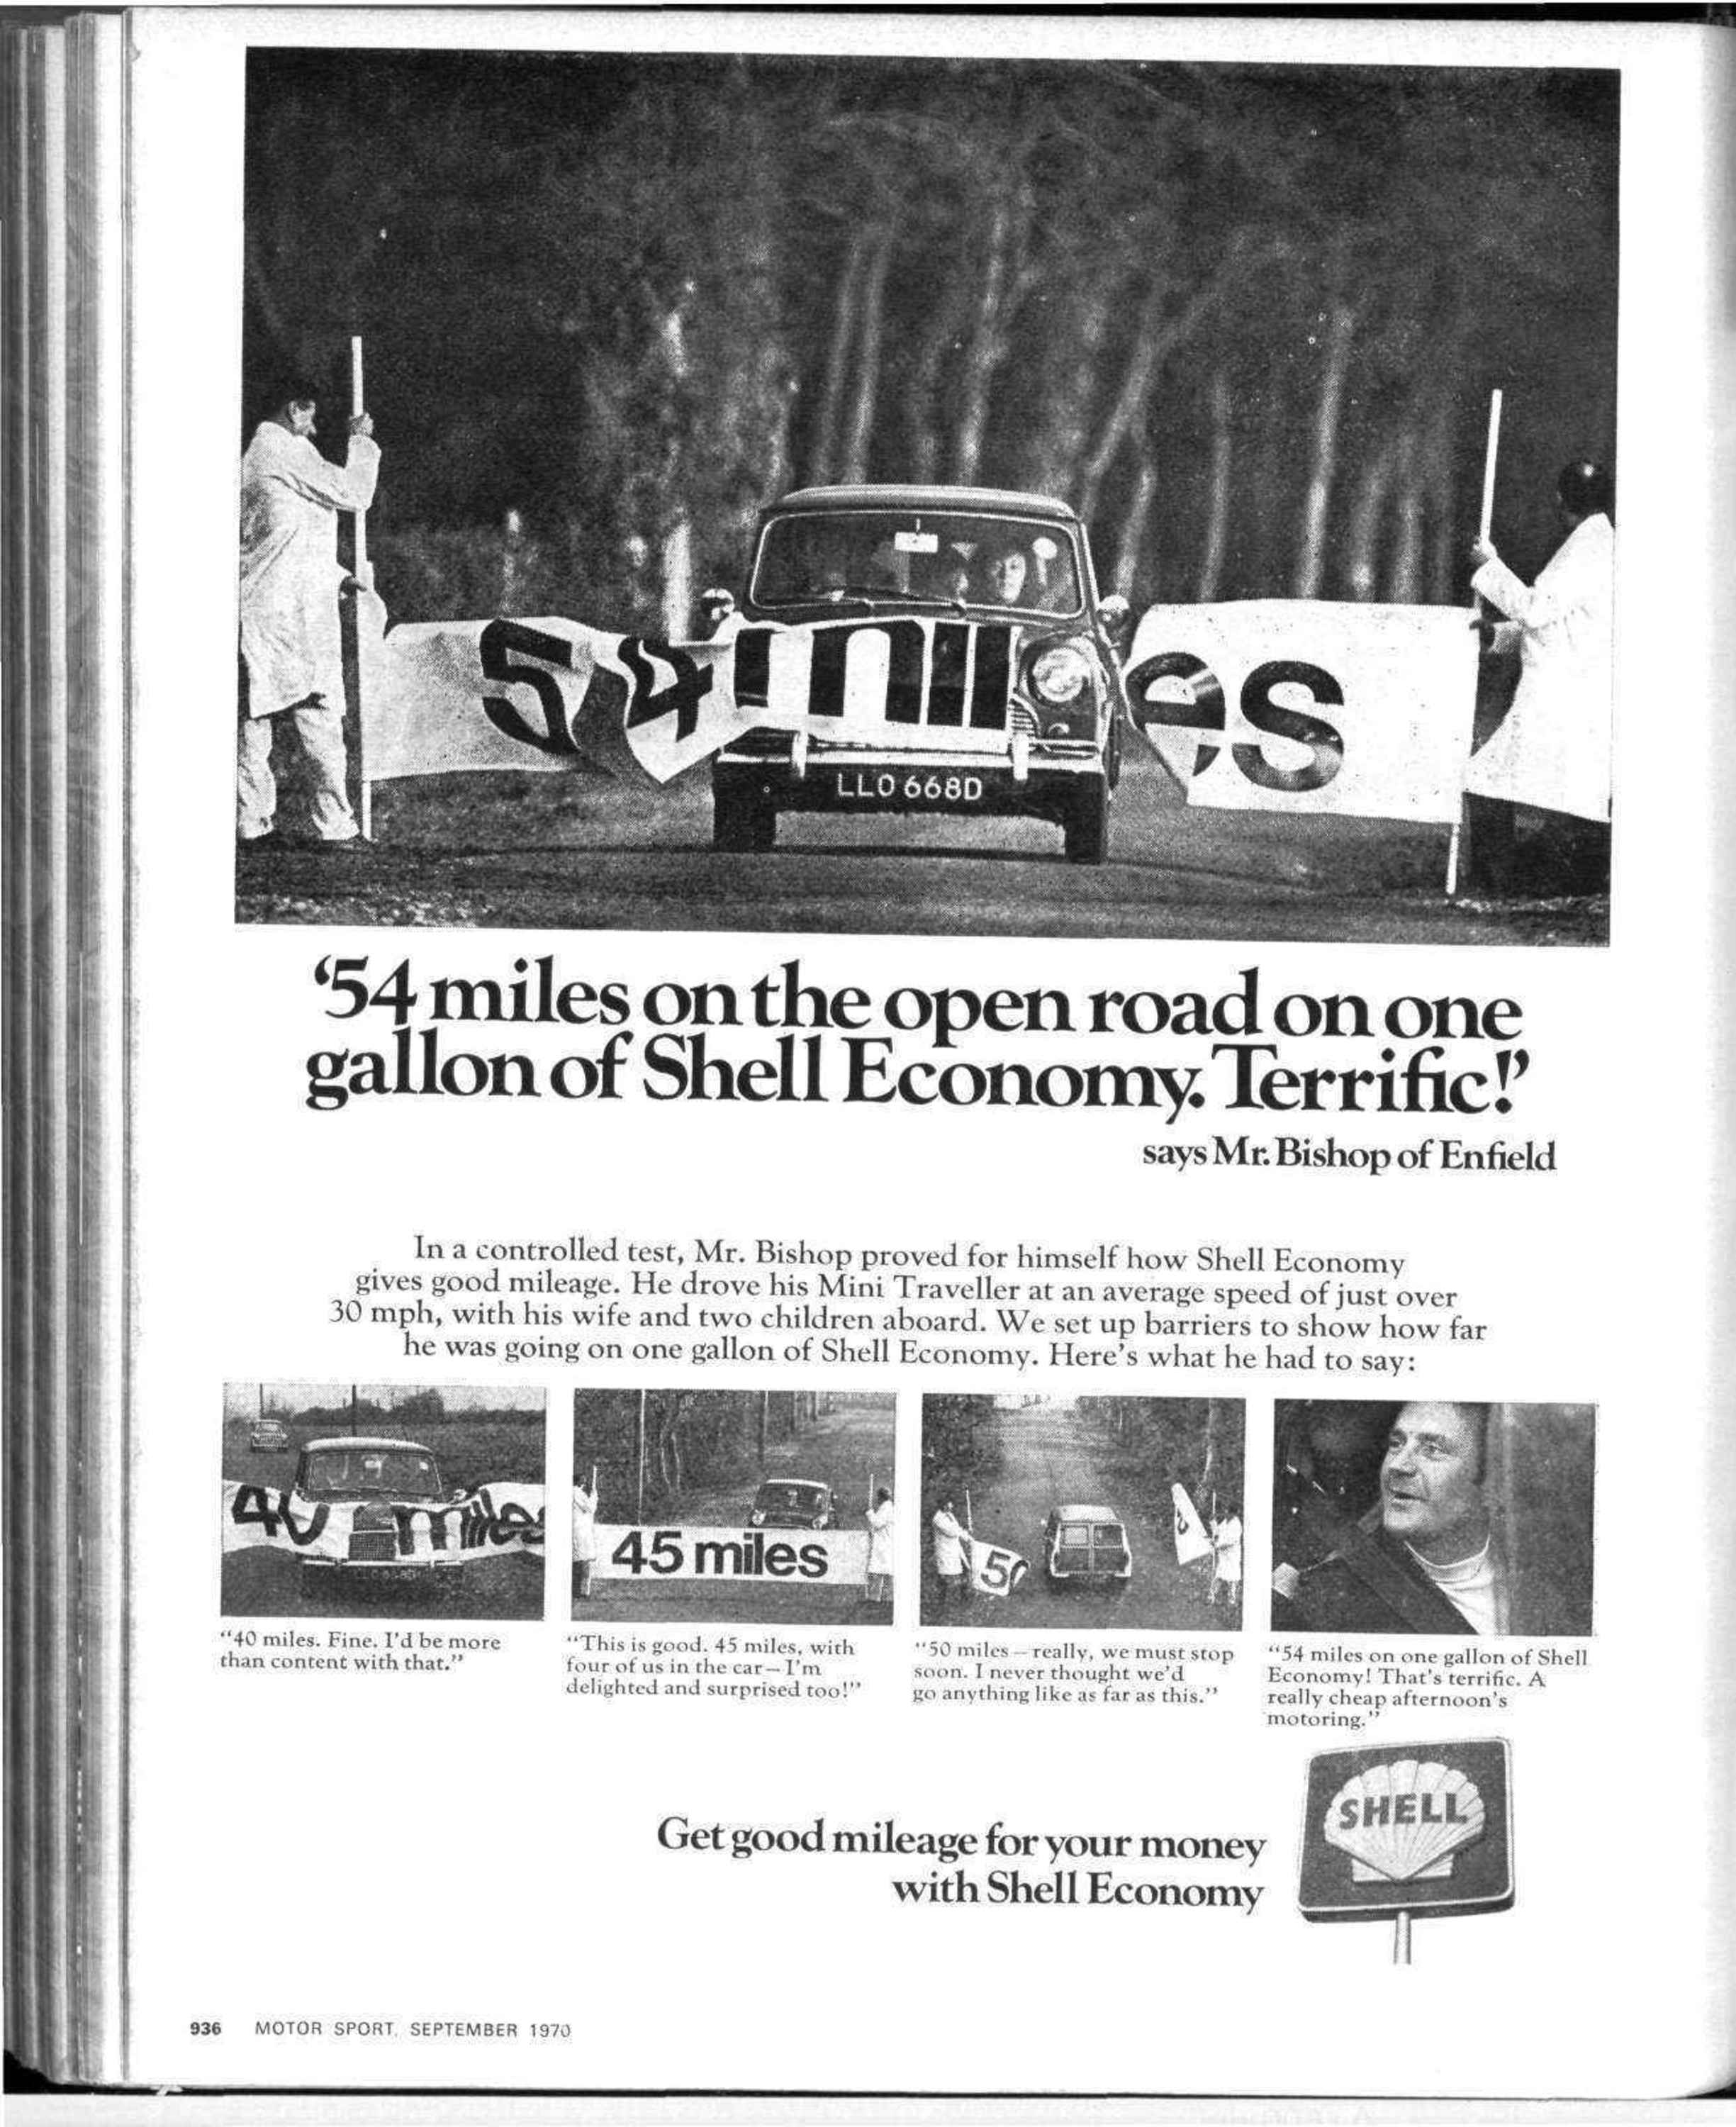 54 miles
LLO 668D
‘54 miles on the open road on one
gallon of Shell Economy. Terrific!’
says Mr. Bishop of Enfield
In a controlled test, Mr. Bishop proved for himself how Shell Economy
gives good mileage. He drove his Mini Traveller at an average speed of just over
30 mph, with his wife and two children aboard. We set up barriers to show how far
he was going on one gallon of Shell Economy. Here's what he had to say:
40 miles
45 miles
50
“40 miles. Fine. I'd be more
than content with that.”
“This is good. 45 miles, with
four of us in the car – I'm
delighted and surprised too!”
“50 miles – really, we must stop
soon. I never thought we'd
go anything like as far as this.”
“54 miles on one gallon of Shell
Economy! That's terrific. A
really cheap afternoon's
motoring.”
SHELL
Get good mileage for your money
with Shell Economy
936 MOTOR SPORT, SEPTEMBER 1970